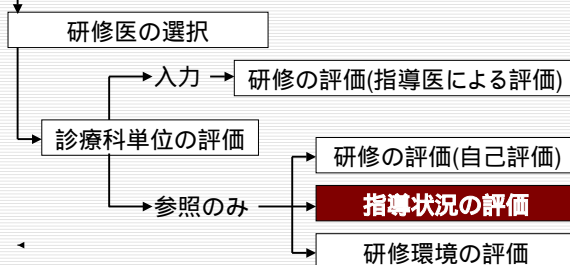 研修医の選択
入力
研修の評価(指導医による評価)
診療科単位の評価
研修の評価(自己評価)
参照のみ
指導状況の評価
研修環境の評価